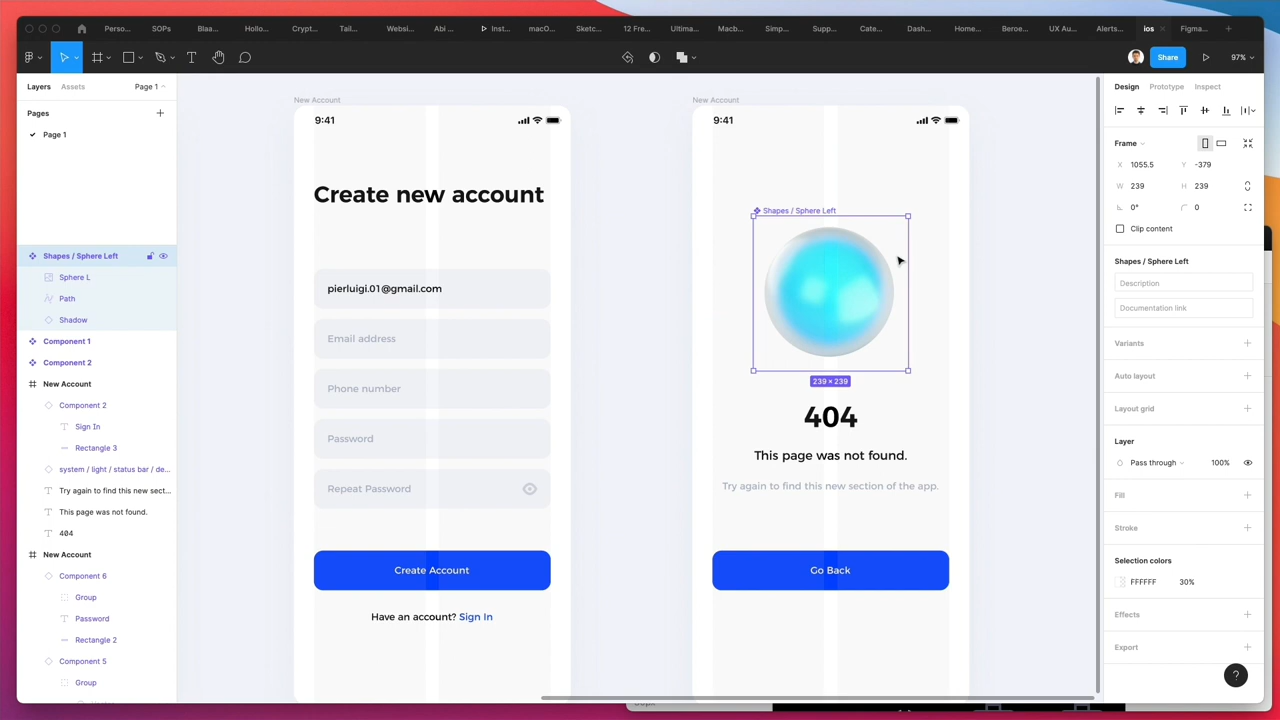 Perso...
SOPs
Blaa...
Hollo...
Crypt...
Tail...
Websi...
Abi ...
Inst...
macO...
Sketc...
12 Free...
Ultima...
Macb...
Simp...
Supp...
Cate...
Dash...
Home...
Beroe...
UX Au...
Alerts...
ios
Figma...
Share
97%
Layers
Assets
Page 1
Pages
Page 1
Shapes / Sphere Left
Sphere L
Path
Shadow
Component 1
Component 2
New Account
Component 2
Sign In
Rectangle 3
system / light / status bar / de...
Try again to find this new sect...
This page was not found.
404
New Account
Component 6
Group
Password
Rectangle 2
Component 5
Group
New Account
9:41
Create new account
pierluigi.01@gmail.com
Email address
Phone number
Password
Repeat Password
Create Account
Have an account? Sign In
New Account
9:41
Shapes / Sphere Left
239 × 239
404
This page was not found.
Try again to find this new section of the app.
Go Back
Design
Prototype
Inspect
Frame
X 1055.5 Y -379
W 239 H 239
0° 0
Clip content
Shapes / Sphere Left
Description
Documentation link
Variants
Auto layout
Layout grid
Layer
Pass through 100%
Fill
Stroke
Selection colors
FFFFFF 30%
Effects
Export
?